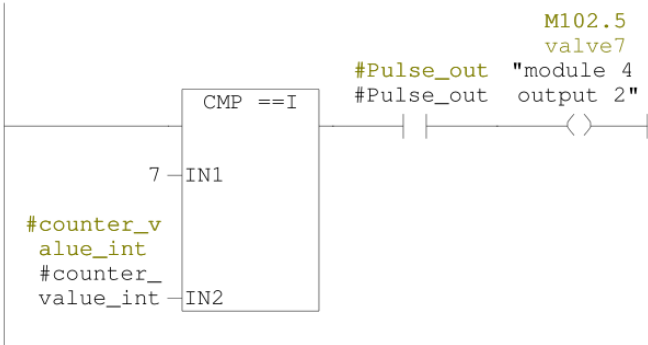 M102.5
valve7
#Pulse_out "module 4
#Pulse_out output 2"
CMP ==I
7 IN1
#counter_v
alue_int
#counter_
value_int IN2